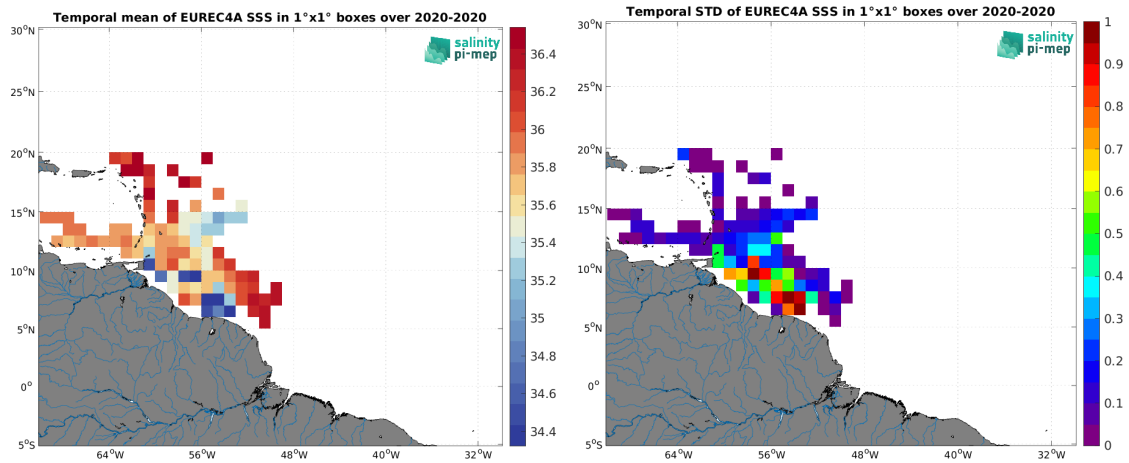 Temporal mean of EUREC4A SSS in 1°x1° boxes over 2020-2020
30°N
25°N
20°N
15°N
10°N
5°N
0°
5°S
64°W
56°W
48°W
40°W
32°W
salinity
pi-mep
36.4
36.2
36
35.8
35.6
35.4
35.2
35
34.8
34.6
34.4
Temporal STD of EUREC4A SSS in 1°x1° boxes over 2020-2020
30°N
25°N
20°N
15°N
10°N
5°N
0°
5°S
64°W
56°W
48°W
40°W
32°W
salinity
pi-mep
1
0.9
0.8
0.7
0.6
0.5
0.4
0.3
0.2
0.1
0